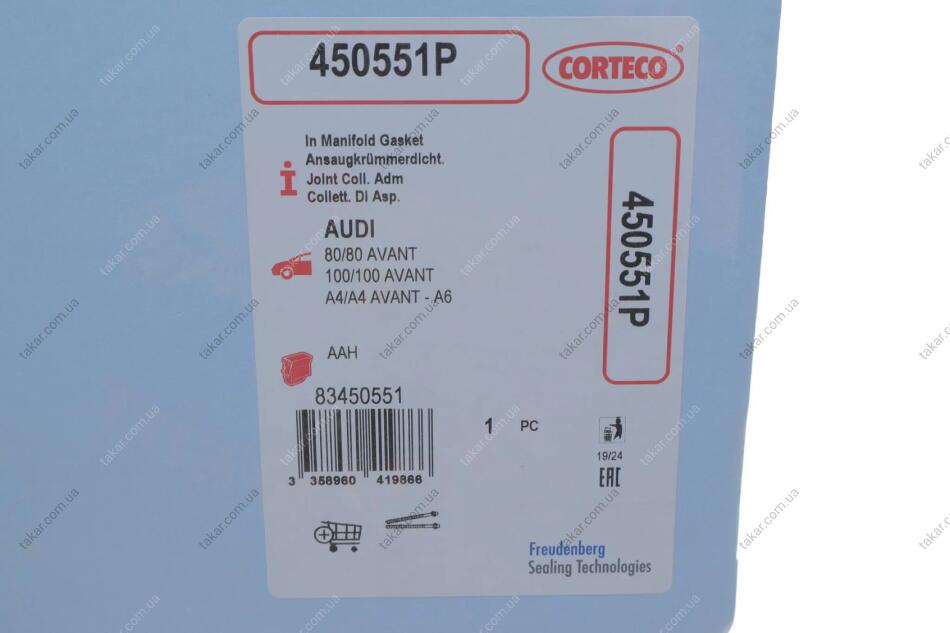 450551P
CORTECO®
In Manifold Gasket
Ansaugkrümmerdicht.
Joint Coll. Adm
Collett. Di Asp.
450551P
AUDI
80/80 AVANT
100/100 AVANT
A4/A4 AVANT - A6
AAH
83450551
1 PC
3 358960 419866
19/24
EAC
Freudenberg
Sealing Technologies
takar.com.ua